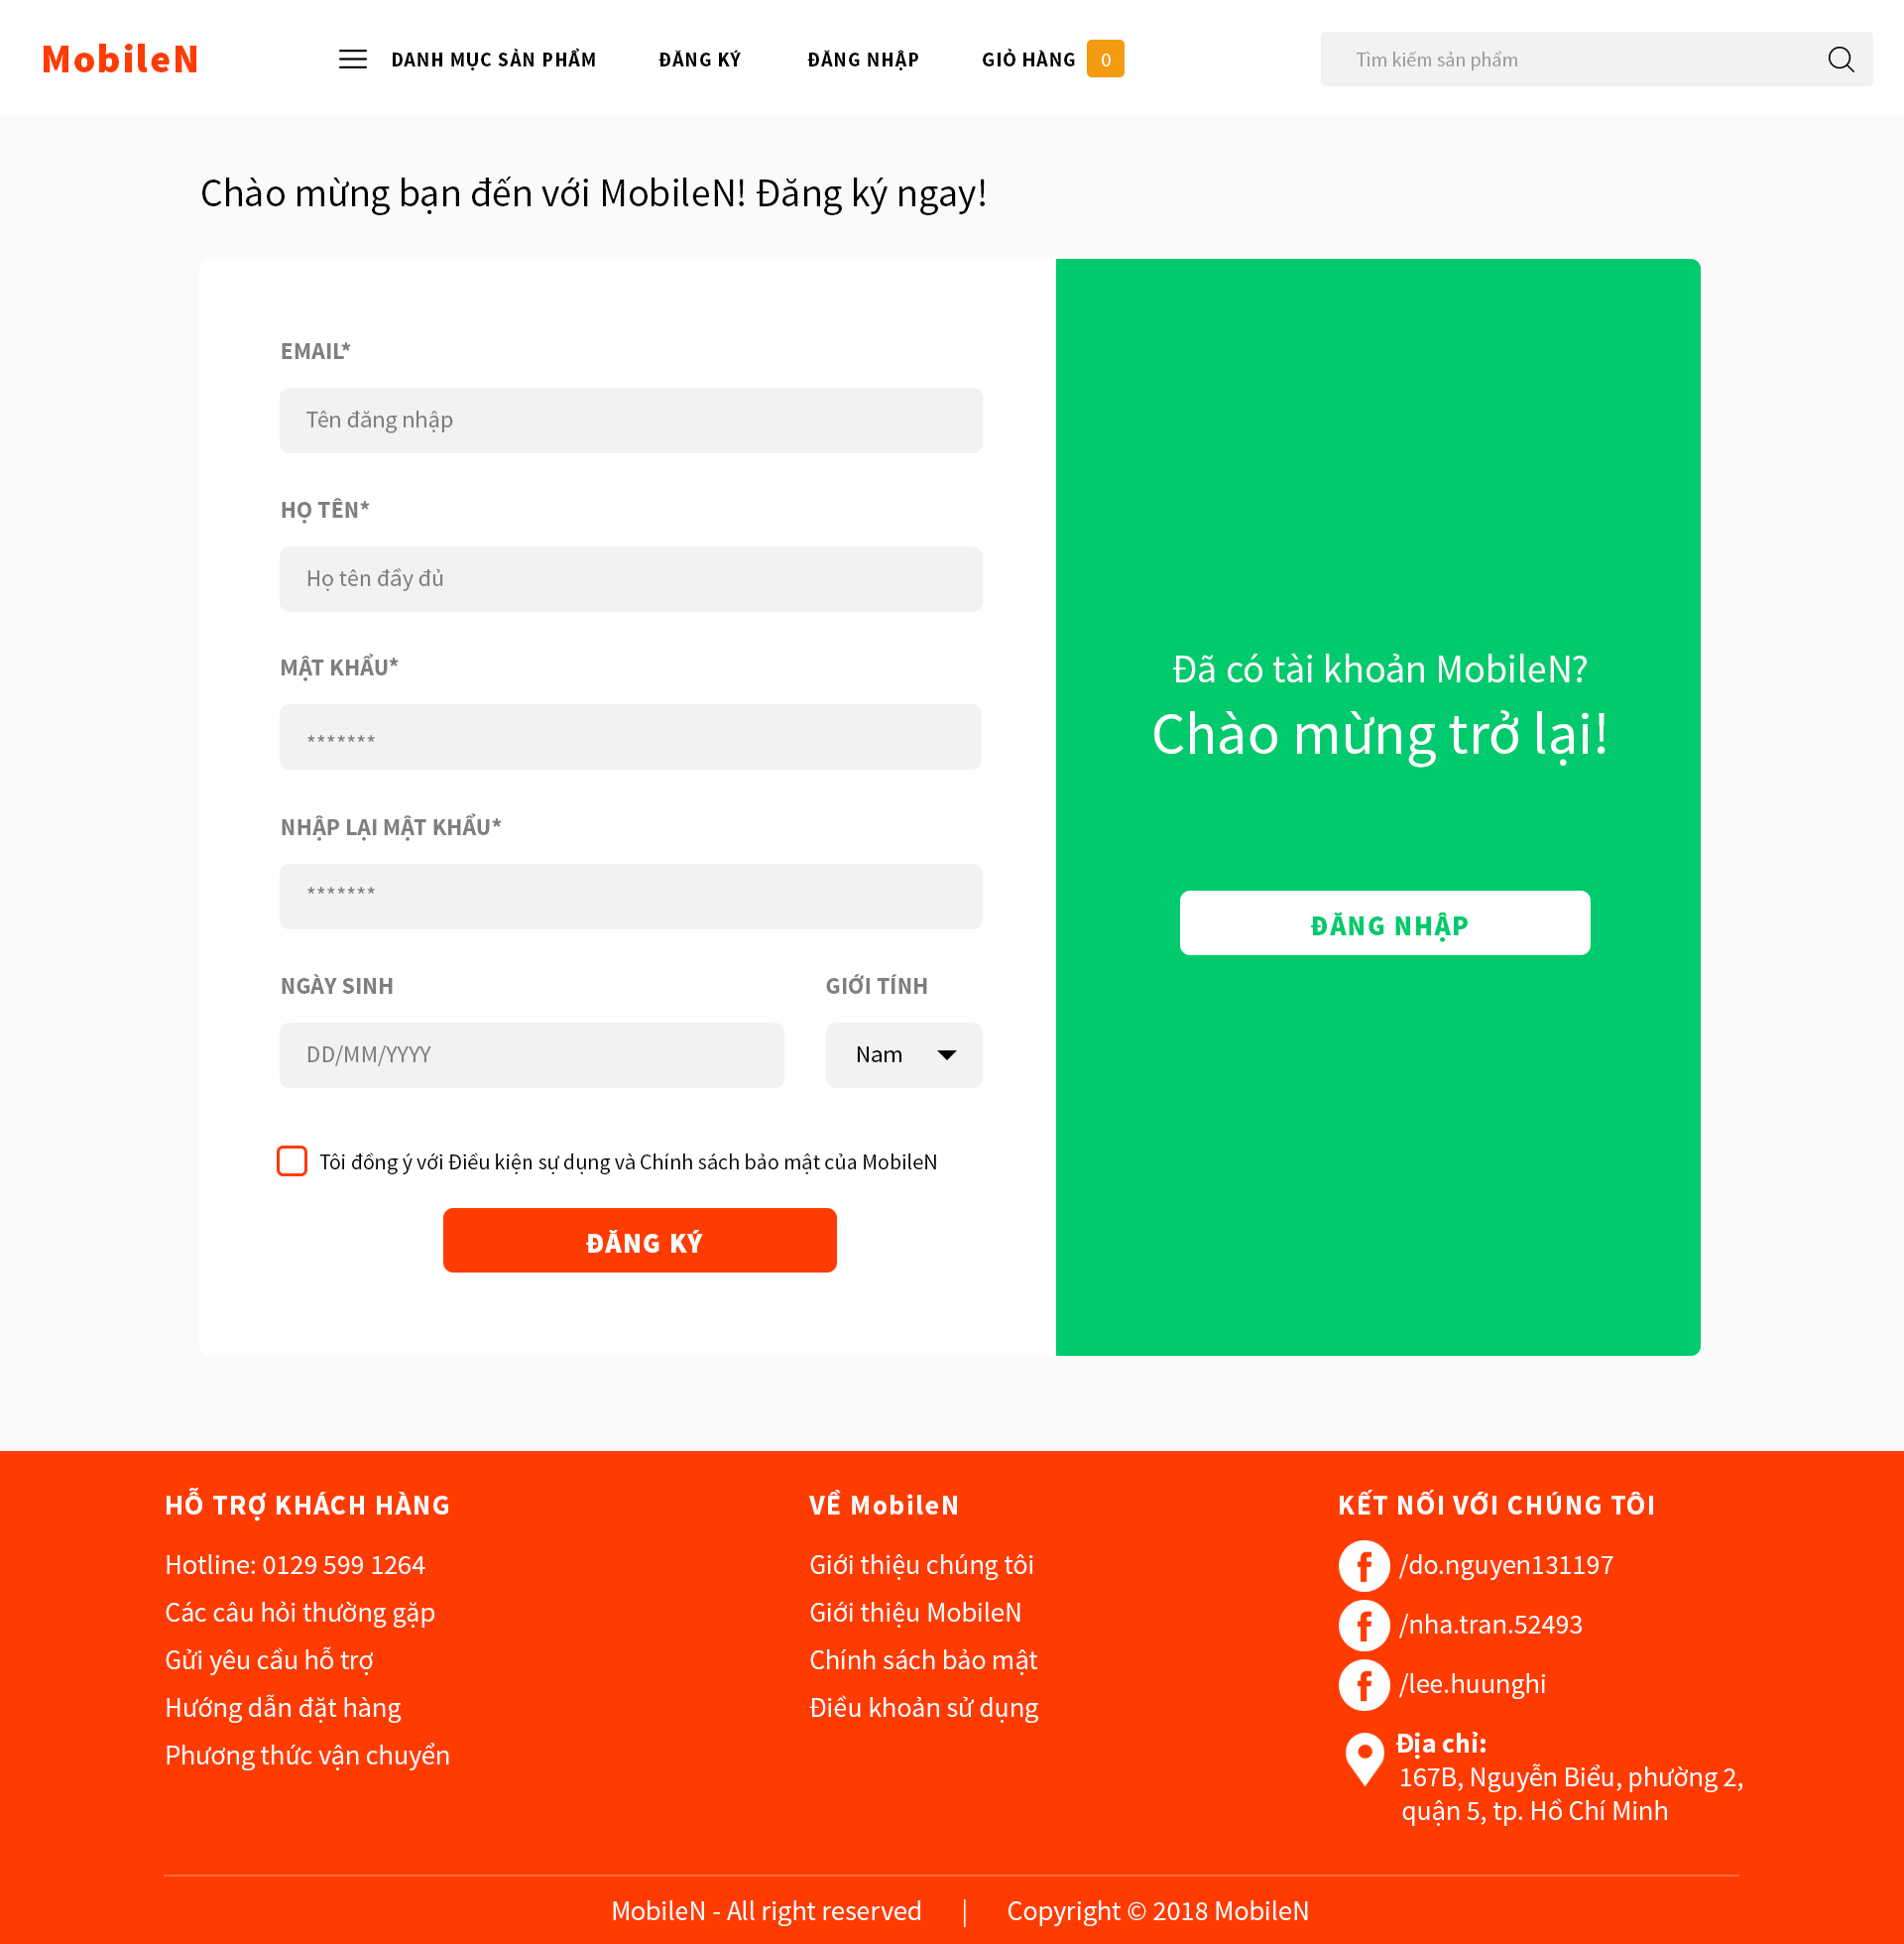 MobileN
DANH MỤC SẢN PHẨM
ĐĂNG KÝ
ĐĂNG NHẬP
GIỎ HÀNG 0
Tìm kiếm sản phẩm
Chào mừng bạn đến với MobileN! Đăng ký ngay!
EMAIL*
Tên đăng nhập
HỌ TÊN*
Họ tên đầy đủ
MẬT KHẨU*
*******
NHẬP LẠI MẬT KHẨU*
*******
NGÀY SINH
DD/MM/YYYY
GIỚI TÍNH
Nam
Tôi đồng ý với Điều kiện sự dụng và Chính sách bảo mật của MobileN
ĐĂNG KÝ
Đã có tài khoản MobileN?
Chào mừng trở lại!
ĐĂNG NHẬP
HỖ TRỢ KHÁCH HÀNG
Hotline: 0129 599 1264
Các câu hỏi thường gặp
Gửi yêu cầu hỗ trợ
Hướng dẫn đặt hàng
Phương thức vận chuyển
VỀ MobileN
Giới thiệu chúng tôi
Giới thiệu MobileN
Chính sách bảo mật
Điều khoản sử dụng
KẾT NỐI VỚI CHÚNG TÔI
/do.nguyen131197
/nha.tran.52493
/lee.huunghi
Địa chỉ:
167B, Nguyễn Biểu, phường 2,
quận 5, tp. Hồ Chí Minh
MobileN - All right reserved | Copyright © 2018 MobileN